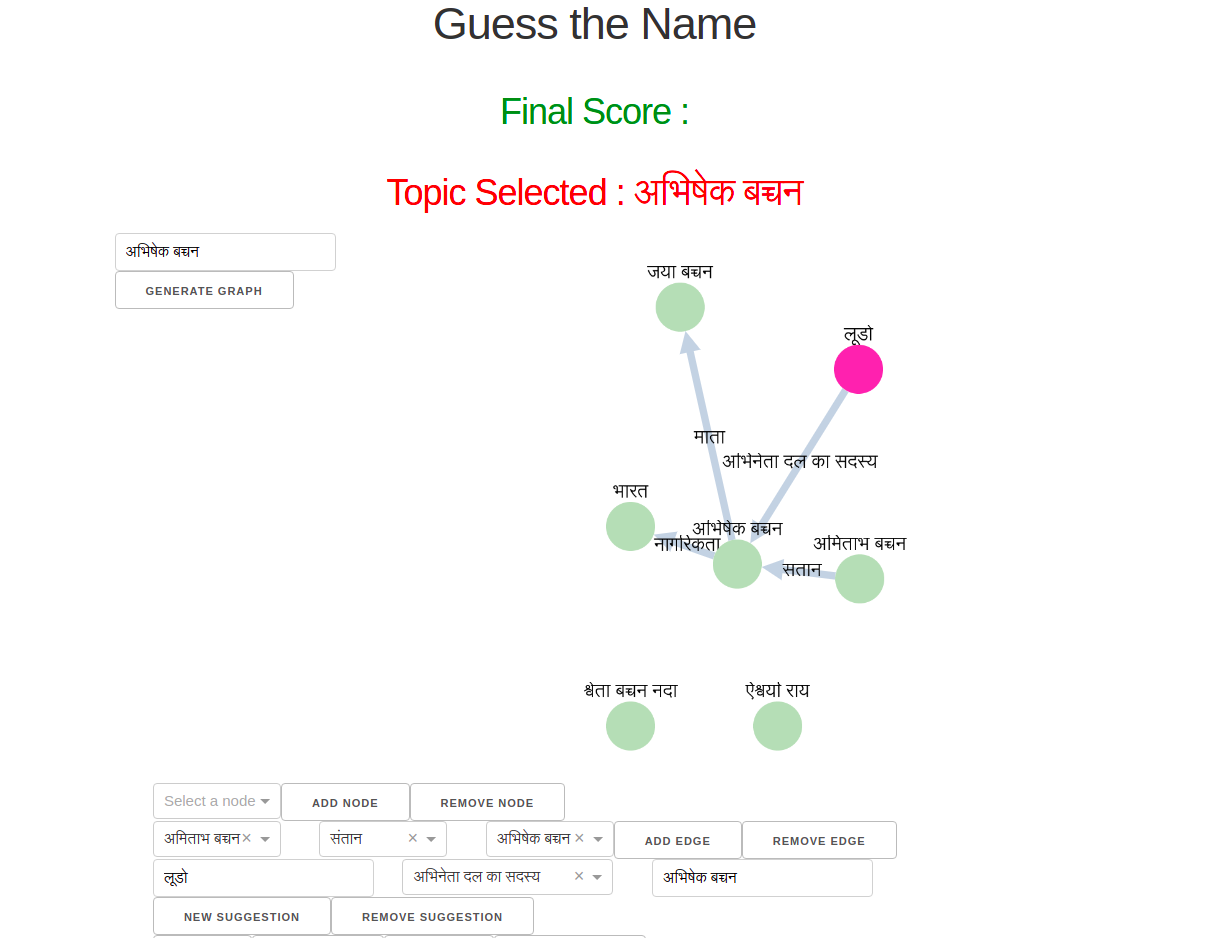 Guess the Name
Final Score :
Topic Selected : अभिषेक बच्चन
अभिषेक बच्चन
GENERATE GRAPH
जया बच्चन
लूडो
माता
अभिनेता दल का सदस्य
भारत
अभिषेक बच्चन
नागरिकता
अमिताभ बच्चन
संतान
श्वेता बच्चन नंदा
ऐश्वर्या राय
Select a node ADD NODE REMOVE NODE
अमिताभ बच्चन × संतान × अभिषेक बच्चन × ADD EDGE REMOVE EDGE
लूडो अभिनेता दल का सदस्य × अभिषेक बच्चन
NEW SUGGESTION REMOVE SUGGESTION